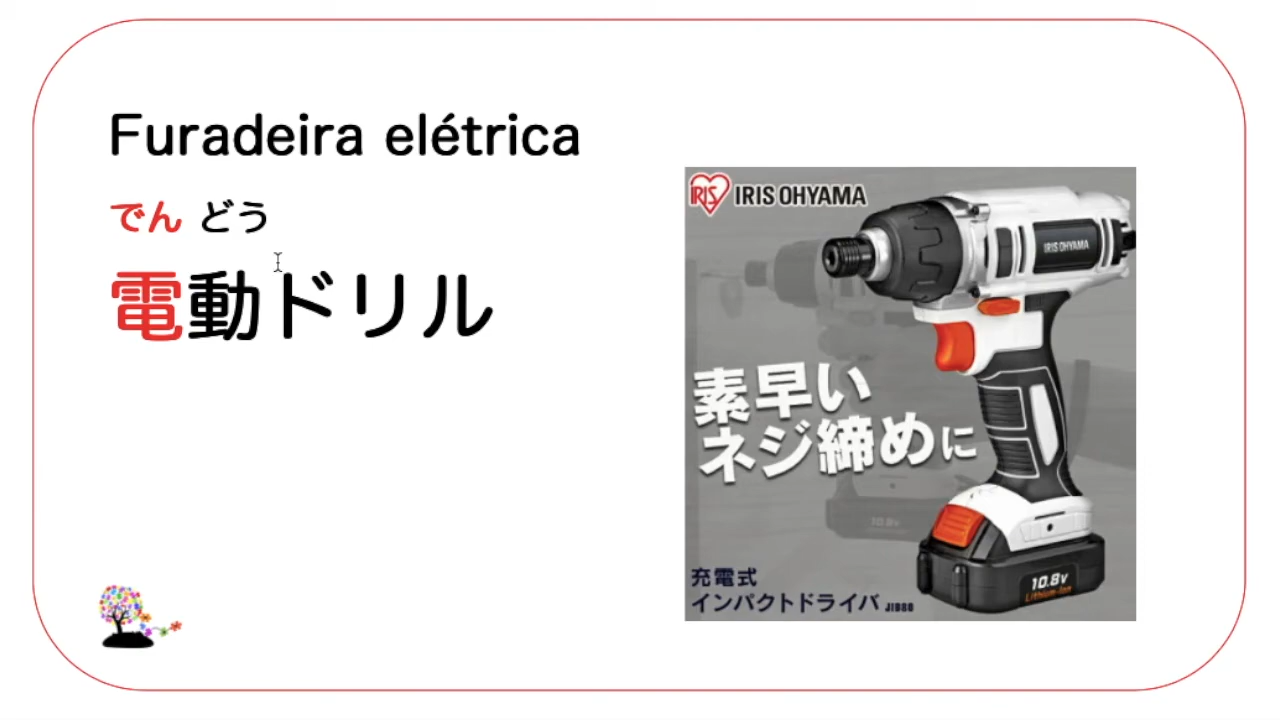 Furadeira elétrica
でん どう
電動ドリル
IRIS IRIS OHYAMA
IRIS OHYAMA
素早い
ネジ締めに
10.8v
10.8v
Lithium-ion
充電式
インパクトドライバ JID80